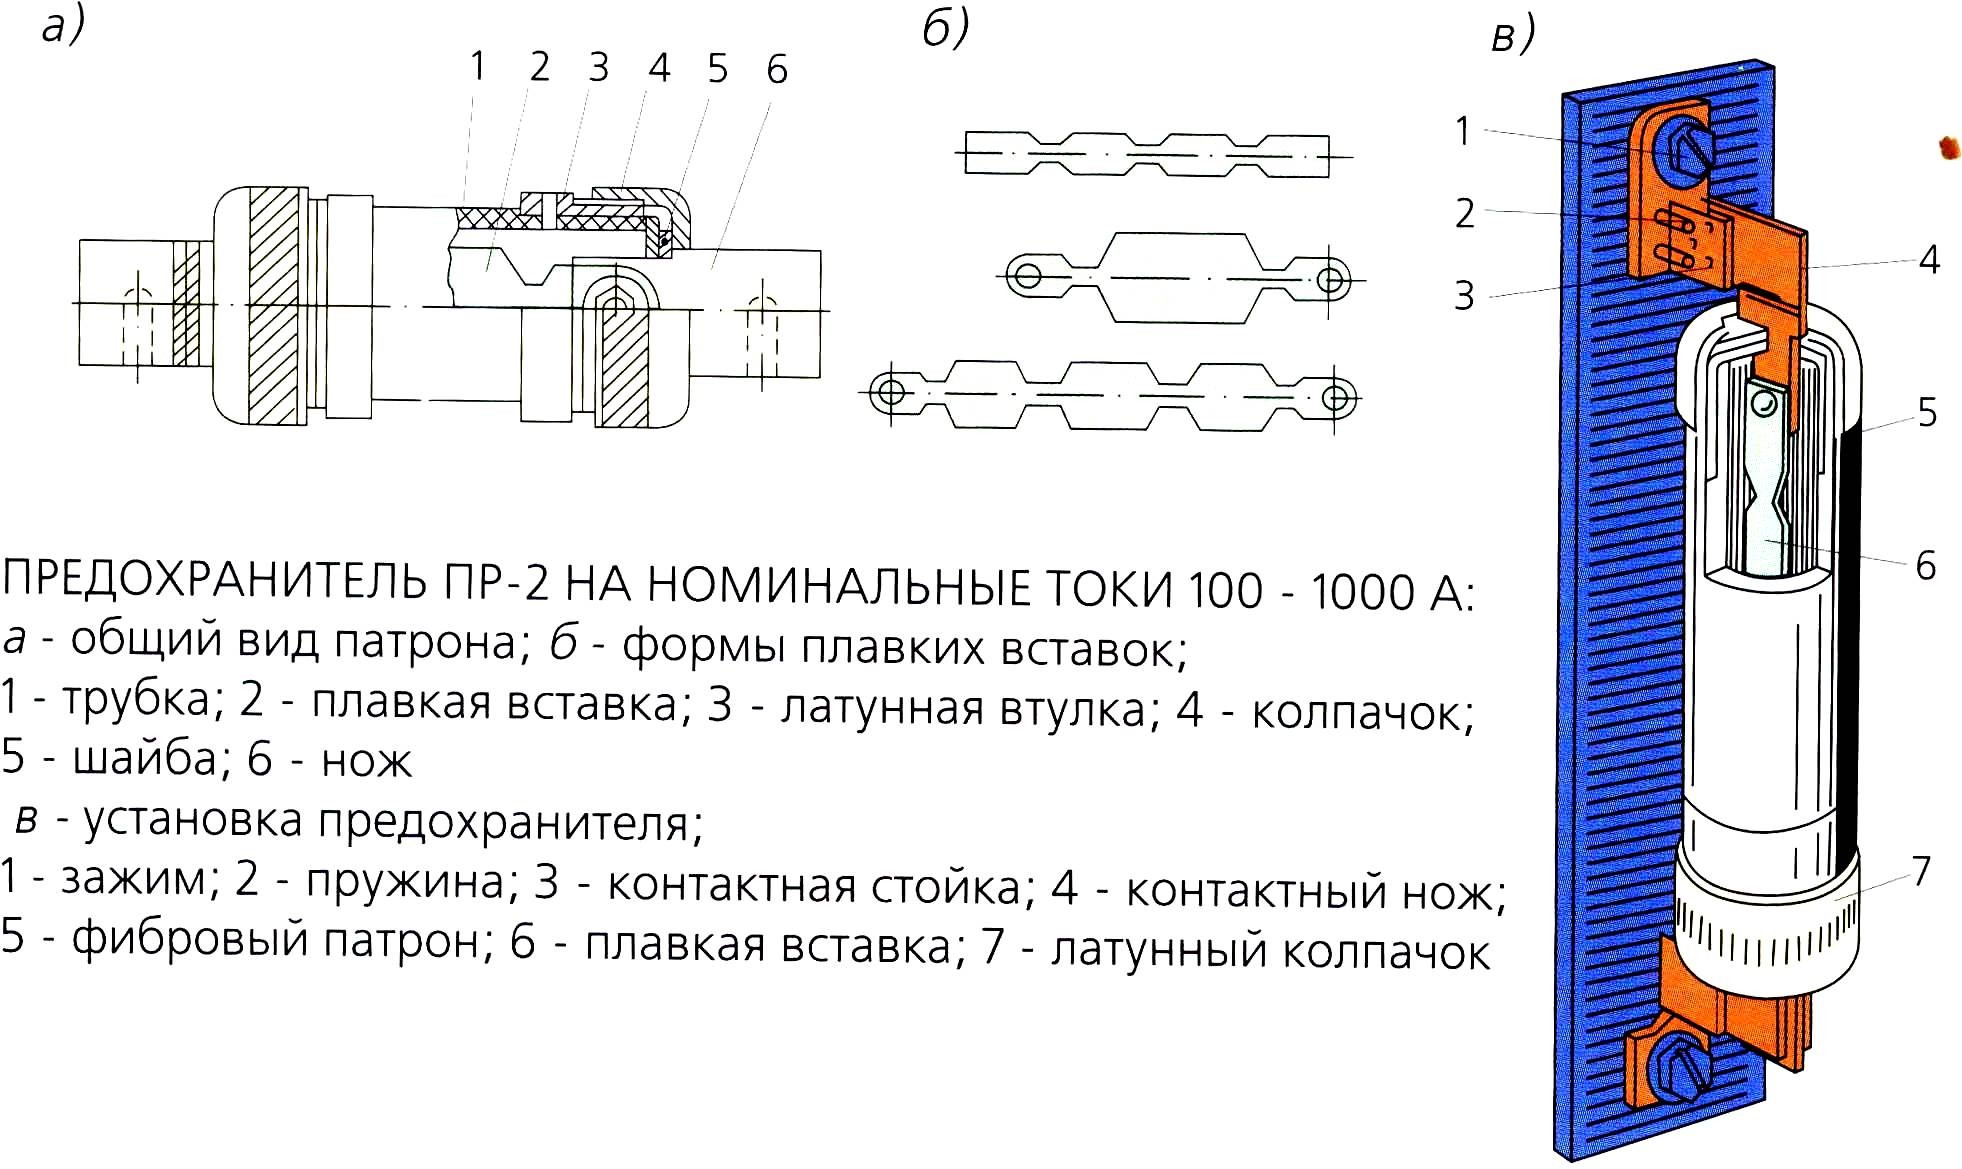 а)
1 2 3 4 5 6
б)
в)
1
2
3
4
5
6
7
ПРЕДОХРАНИТЕЛЬ ПР-2 НА НОМИНАЛЬНЫЕ ТОКИ 100 - 1000 А:
а - общий вид патрона; б - формы плавких вставок;
1 - трубка; 2 - плавкая вставка; 3 - латунная втулка; 4 - колпачок;
5 - шайба; 6 - нож
в - установка предохранителя;
1 - зажим; 2 - пружина; 3 - контактная стойка; 4 - контактный нож;
5 - фибровый патрон; 6 - плавкая вставка; 7 - латунный колпачок